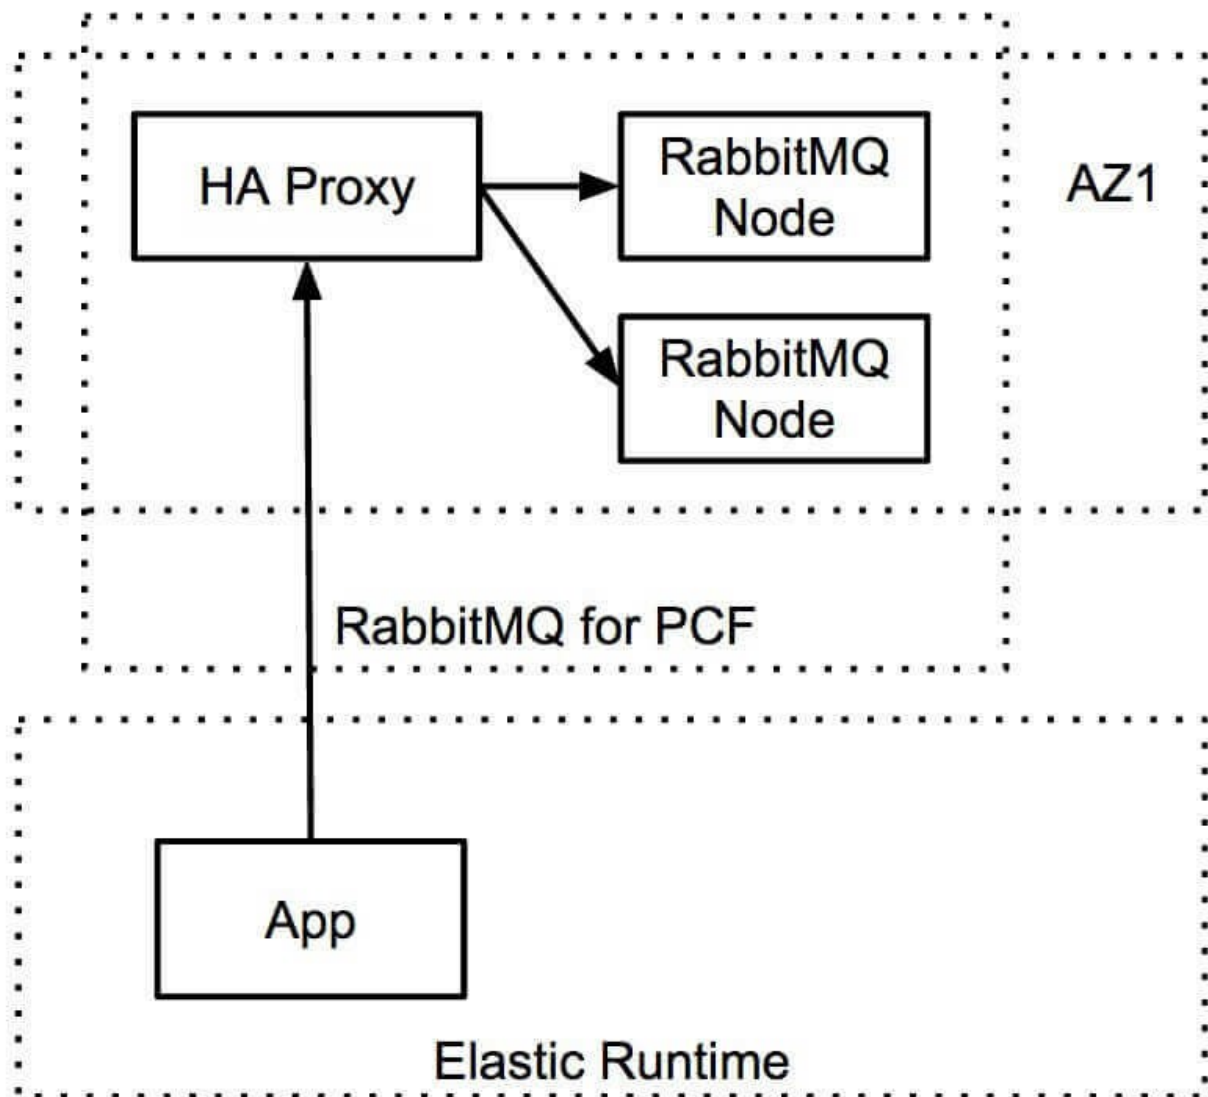 HA Proxy
RabbitMQ
Node
AZ1
RabbitMQ
Node
RabbitMQ for PCF
App
Elastic Runtime